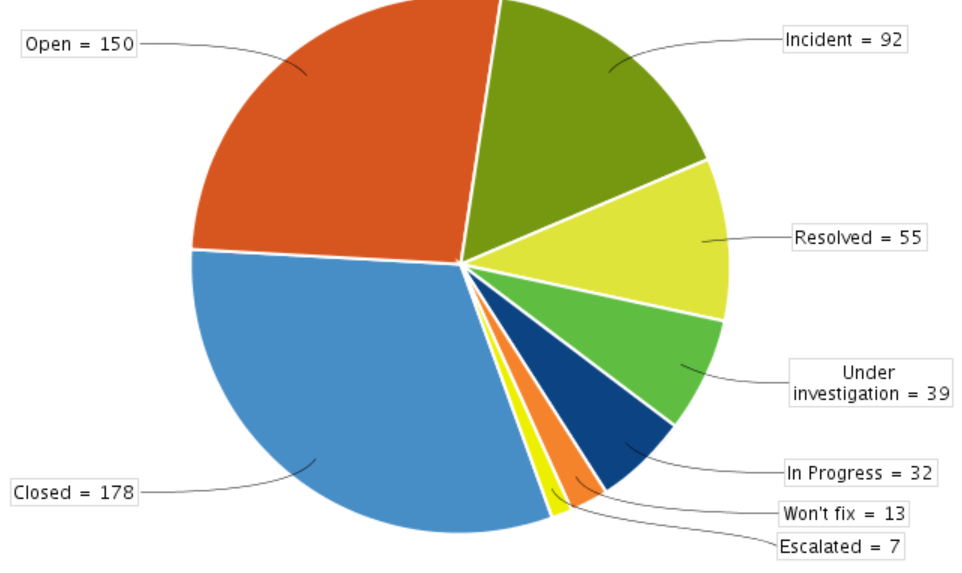 Open = 150
Incident = 92
Resolved = 55
Under
investigation = 39
In Progress = 32
Won't fix = 13
Escalated = 7
Closed = 178